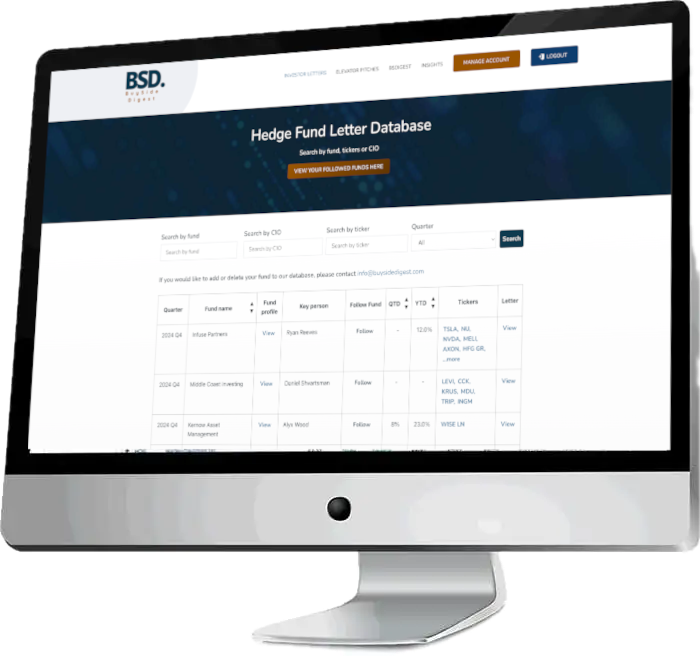 BSD.
BuySide
Digest
INVESTOR LETTERS
ELEVATOR PITCHES
BSDIGEST
INSIGHTS
MANAGE ACCOUNT
LOGOUT
Hedge Fund Letter Database
Search by fund, tickers or CIO
VIEW YOUR FOLLOWED FUNDS HERE
Search by fund
Search by CIO
Search by ticker
Quarter
Search by fund
Search by CIO
Search by ticker
All
Search
If you would like to add or delete your fund to our database, please contact info@buysidedigest.com
Quarter
Fund name
Fund
profile
Key person
Follow Fund
QTD
YTD
Tickers
Letter
2024 Q4
Infuse Partners
View
Ryan Reeves
Follow
-
12.0%
TSLA, NU,
NVDA, MELI,
AXON, HFG GR,
...more
View
2024 Q4
Middle Coast Investing
View
Daniel Shvartsman
Follow
-
-
LEVI, CCK,
KRUS, MDU,
TRIP, INGM
View
2024 Q4
Kernow Asset
Management
View
Alyx Wood
Follow
8%
23.0%
WISE LN
View